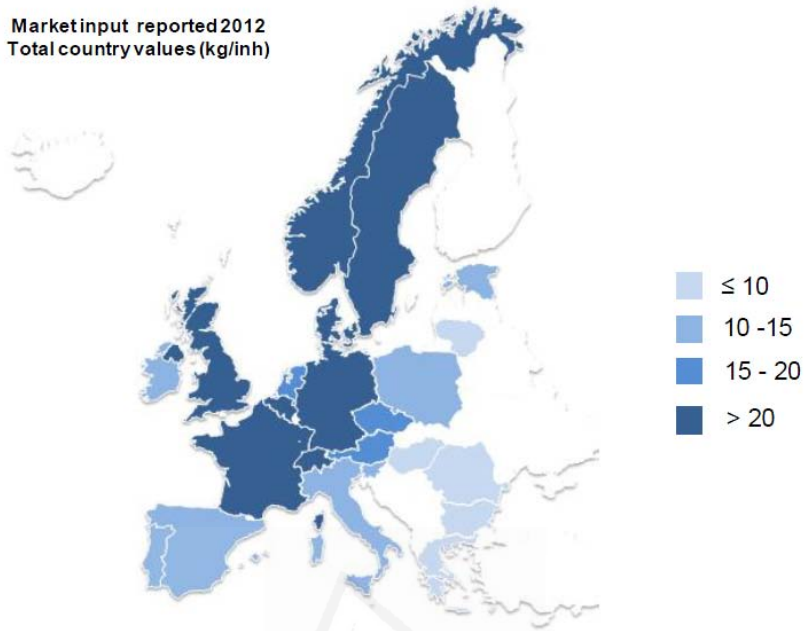 Market input reported 2012
Total country values (kg/inh)
≤ 10
10 -15
15 - 20
> 20